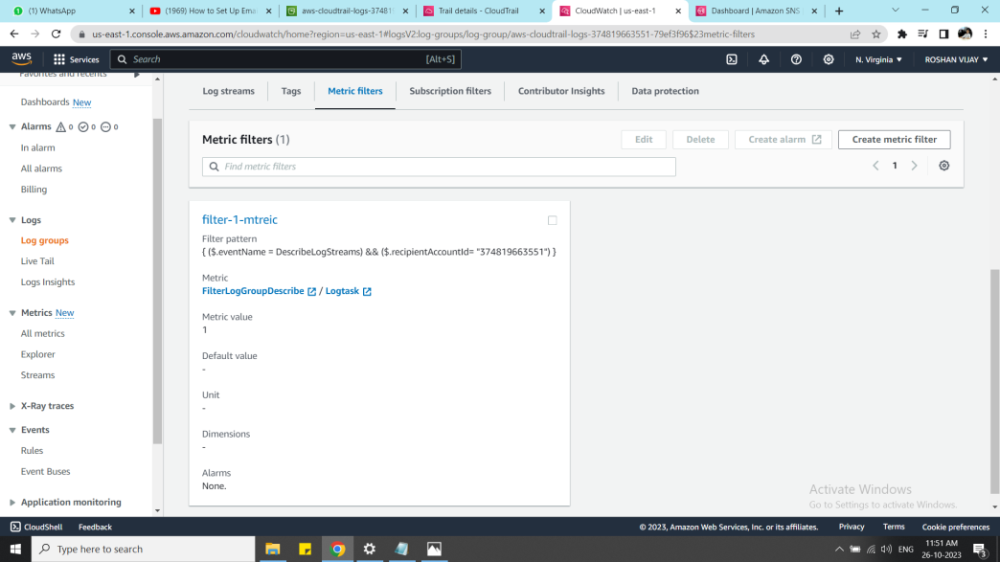 (1) WhatsApp
(1969) How to Set Up Emai
aws-cloudtrail-logs-37481
Trail details - CloudTrail
CloudWatch | us-east-1
Dashboard | Amazon SNS
us-east-1.console.aws.amazon.com/cloudwatch/home?region=us-east-1#logsV2:log-groups/log-group/aws-cloudtrail-logs-374819663551-79ef3f96$23metric-filters
aws
Services
Search
[Alt+S]
N. Virginia
ROSHAN VIJAY
Favorites and recents
Dashboards New
Alarms 0 0 0
In alarm
All alarms
Billing
Logs
Log groups
Live Tail
Logs Insights
Metrics New
All metrics
Explorer
Streams
X-Ray traces
Events
Rules
Event Buses
Application monitoring
Log streams
Tags
Metric filters
Subscription filters
Contributor Insights
Data protection
Metric filters (1)
Edit
Delete
Create alarm
Create metric filter
Find metric filters
1
filter-1-mtreic
Filter pattern
{ ($.eventName = DescribeLogStreams) && ($.recipientAccountId= "374819663551") }
Metric
FilterLogGroupDescribe / Logtask
Metric value
1
Default value
-
Unit
-
Dimensions
-
Alarms
None.
Activate Windows
Go to Settings to activate Windows.
CloudShell
Feedback
© 2023, Amazon Web Services, Inc. or its affiliates.
Privacy
Terms
Cookie preferences
Type here to search
ENG
11:51 AM
26-10-2023
3